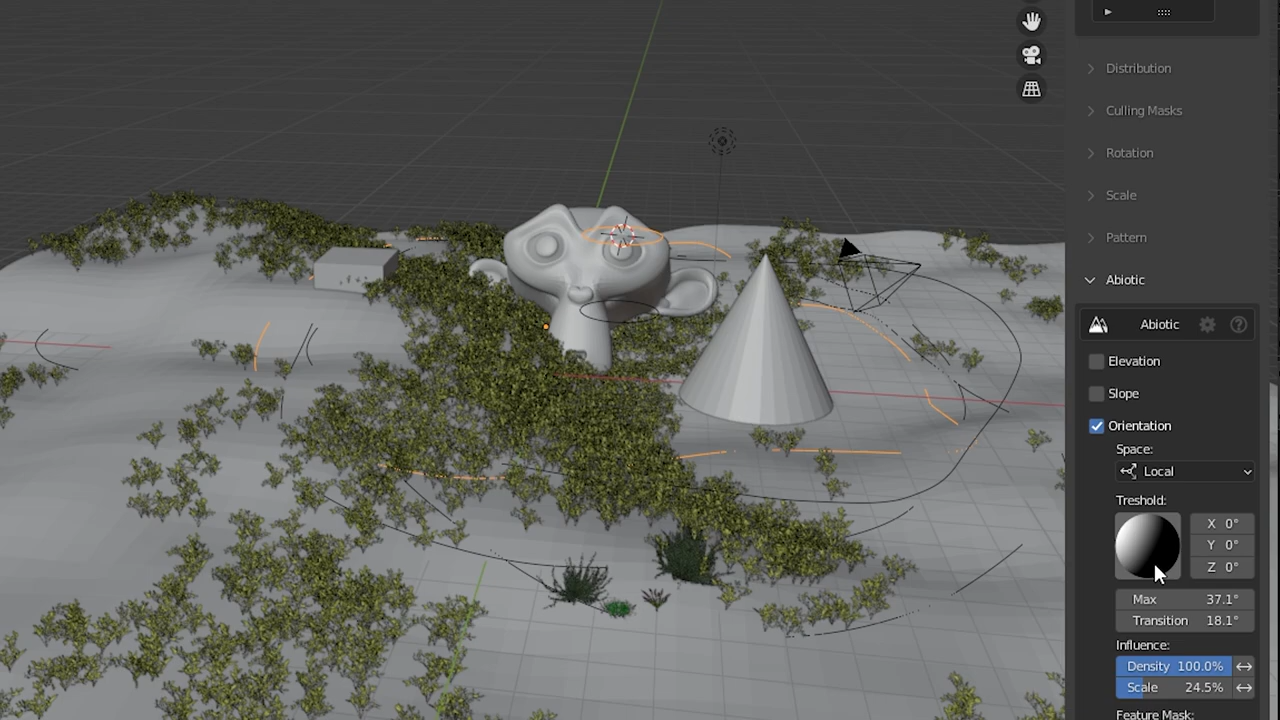 Distribution
Culling Masks
Rotation
Scale
Pattern
Abiotic
Abiotic
Elevation
Slope
Orientation
Space:
Local
Treshold:
X 0°
Y 0°
Z 0°
Max 37.1°
Transition 18.1°
Influence:
Density 100.0%
Scale 24.5%
Feature Mask: